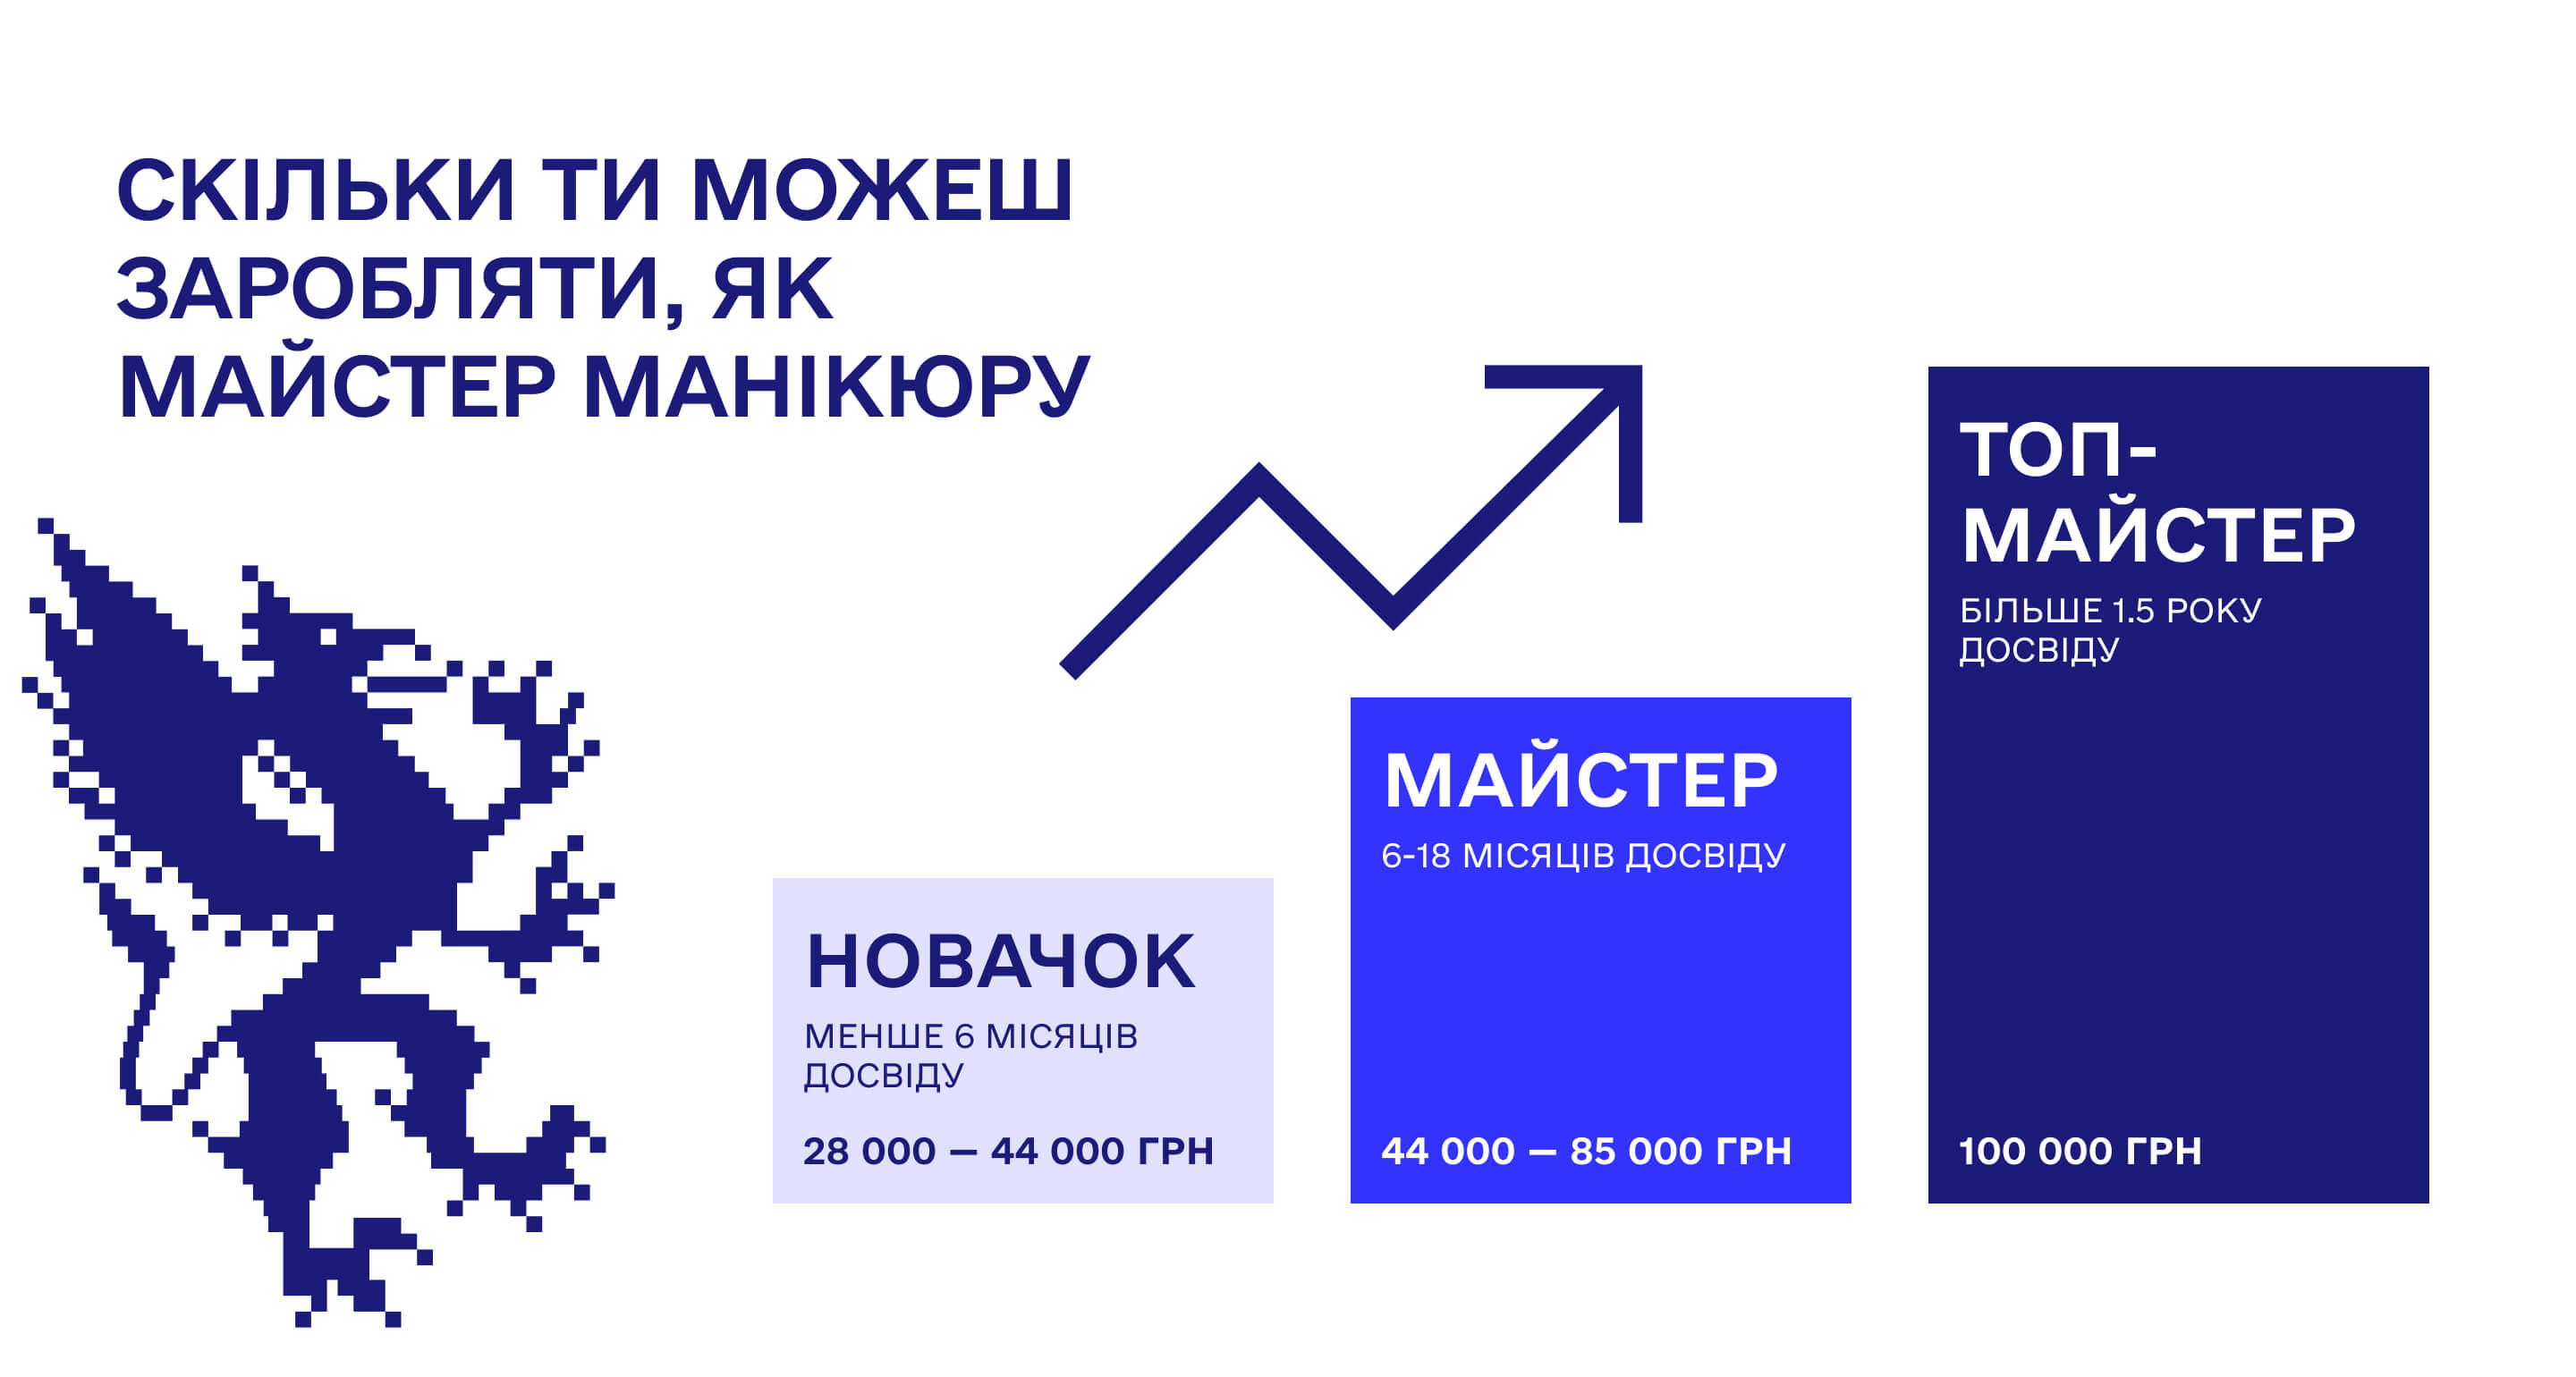 СКІЛЬКИ ТИ МОЖЕШ
ЗАРОБЛЯТИ, ЯК
МАЙСТЕР МАНІКЮРУ
НОВАЧОК
МЕНШЕ 6 МІСЯЦІВ
ДОСВІДУ
28 000 — 44 000 ГРН
МАЙСТЕР
6-18 МІСЯЦІВ ДОСВІДУ
44 000 — 85 000 ГРН
ТОП-
МАЙСТЕР
БІЛЬШЕ 1.5 РОКУ
ДОСВІДУ
100 000 ГРН